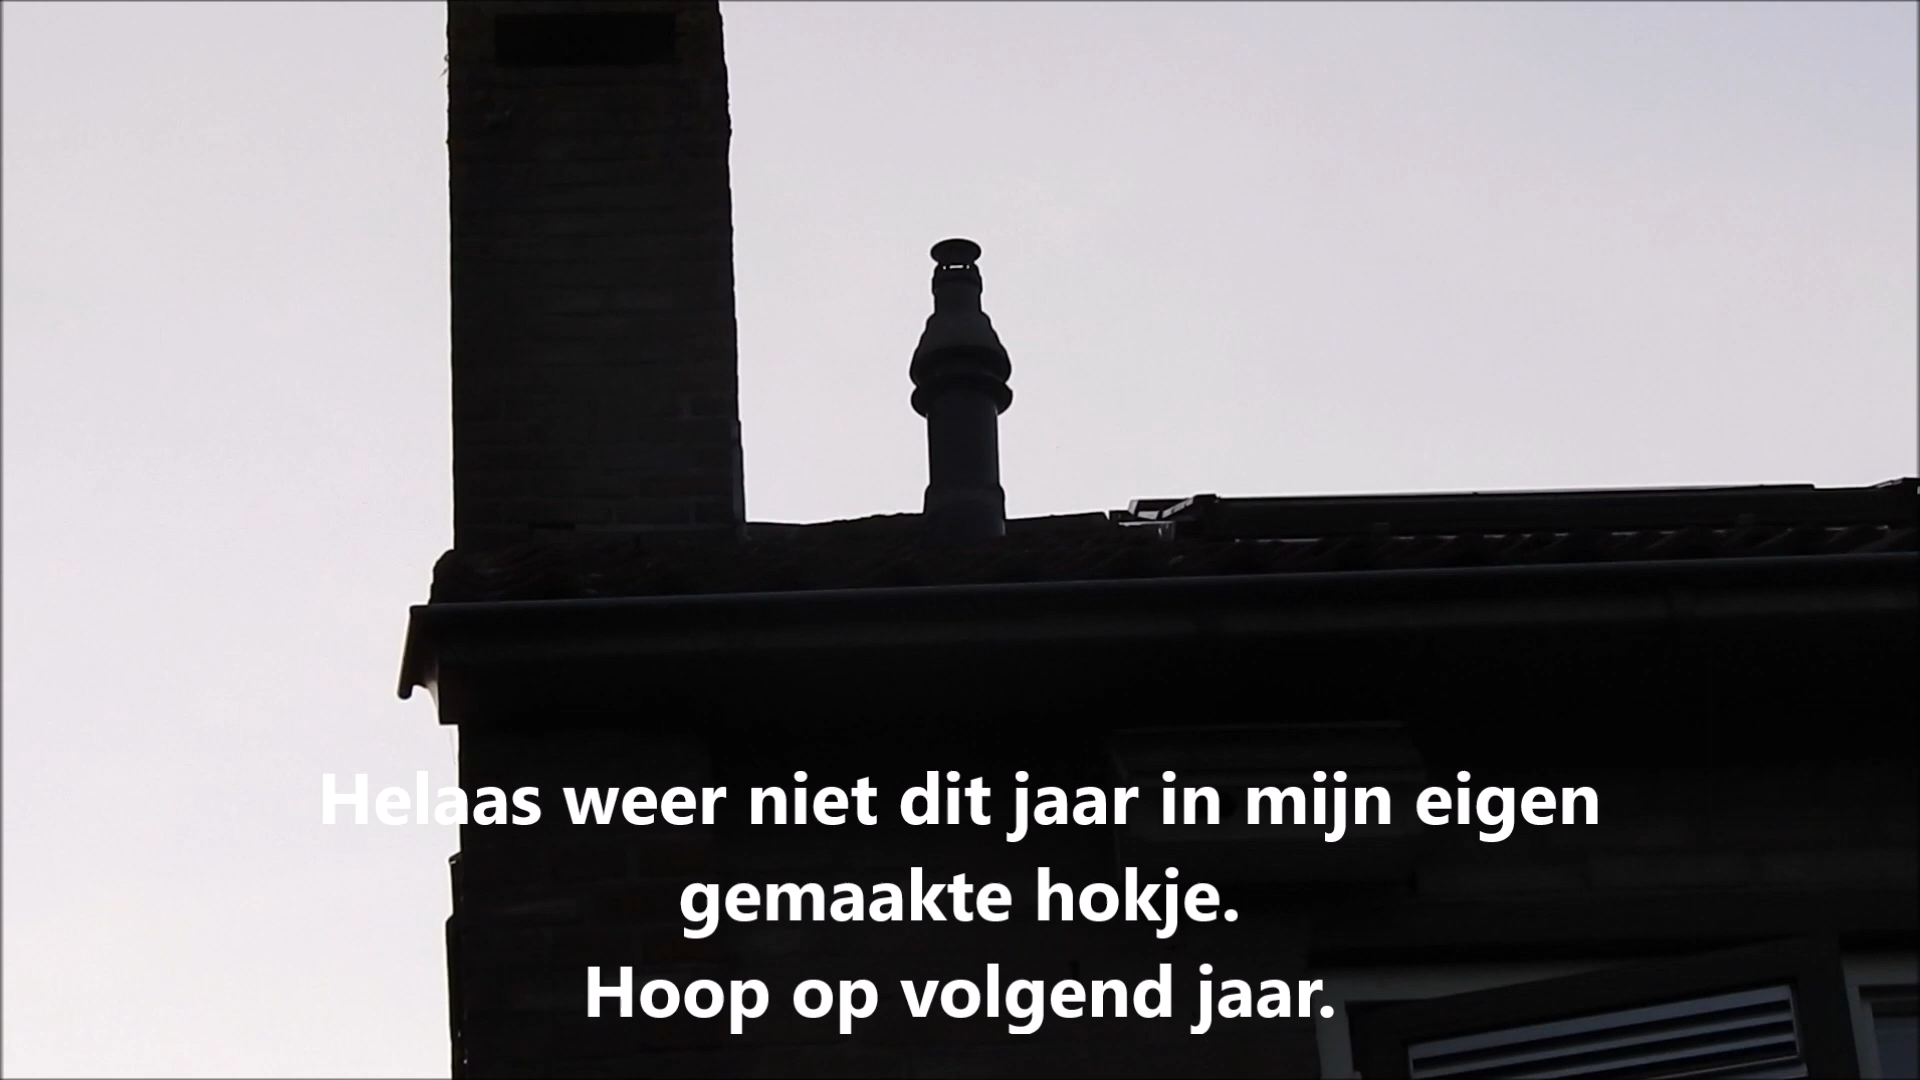 Helaas weer niet dit jaar in mijn eigen
gemaakte hokje.
Hoop op volgend jaar.